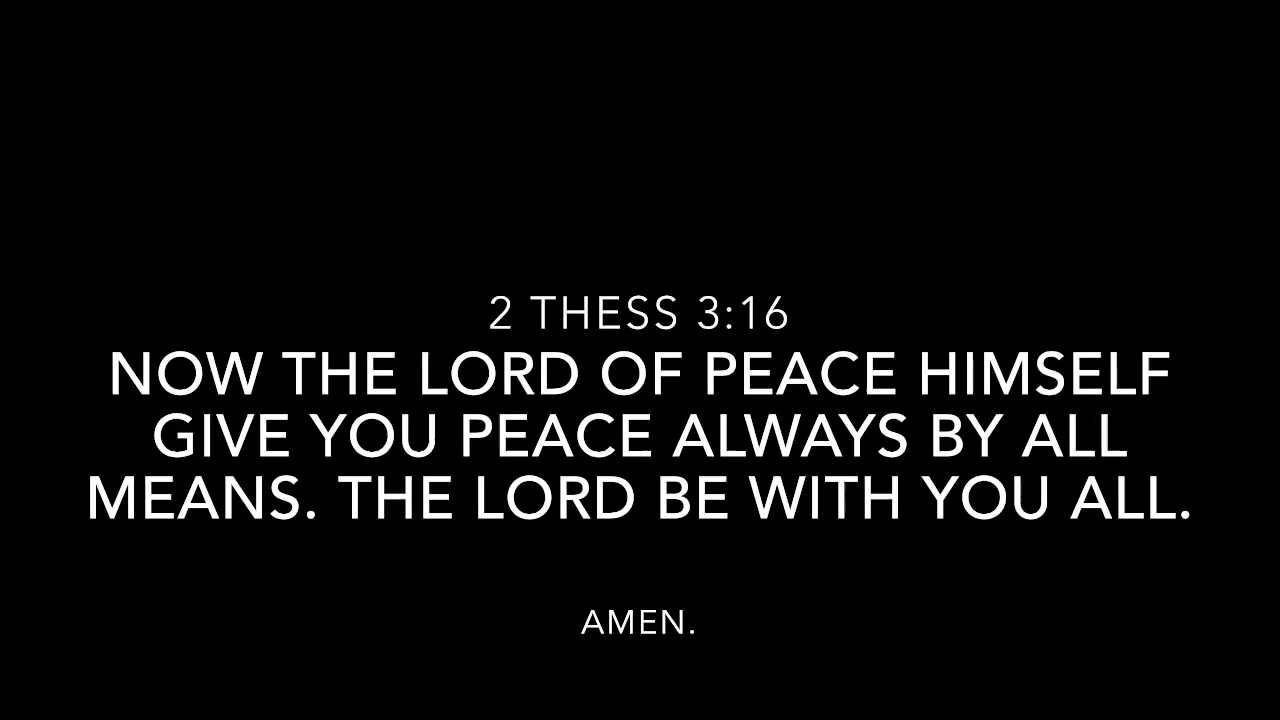 2 THESS 3:16
NOW THE LORD OF PEACE HIMSELF
GIVE YOU PEACE ALWAYS BY ALL
MEANS. THE LORD BE WITH YOU ALL.
AMEN.